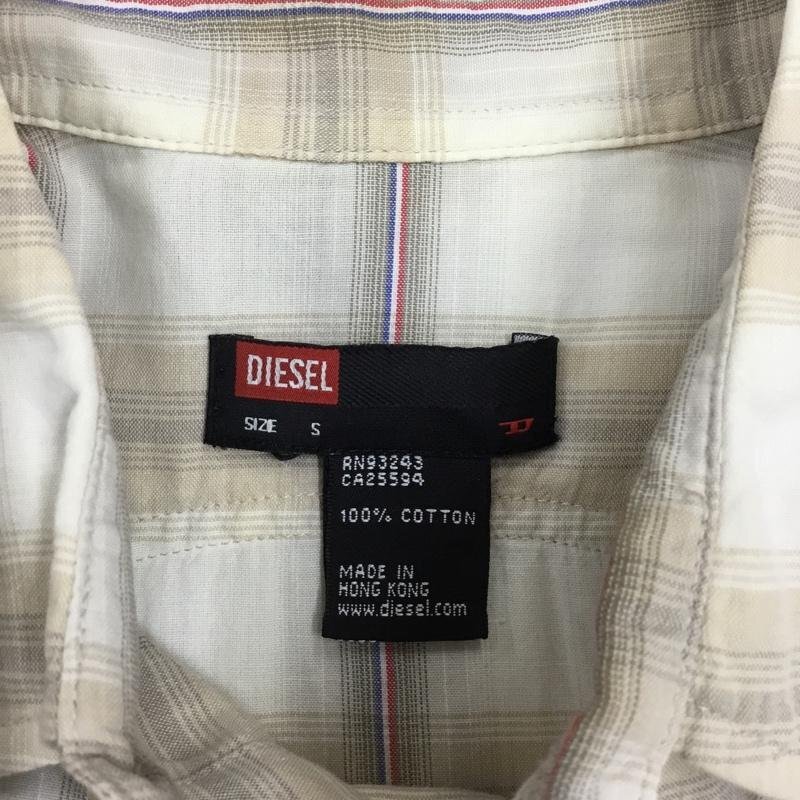 DIESEL
SIZE S
RN93243
CA25594
100% COTTON
MADE IN
HONG KONG
www.diesel.com